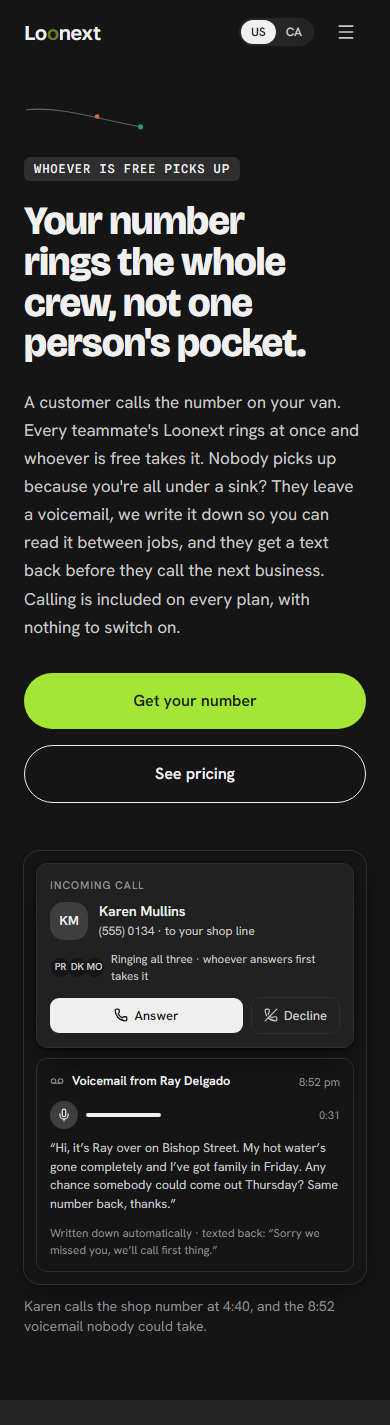 Loonext
US CA
WHOEVER IS FREE PICKS UP
Your number
rings the whole
crew, not one
person's pocket.
A customer calls the number on your van.
Every teammate's Loonext rings at once and
whoever is free takes it. Nobody picks up
because you're all under a sink? They leave
a voicemail, we write it down so you can
read it between jobs, and they get a text
back before they call the next business.
Calling is included on every plan, with
nothing to switch on.
Get your number
See pricing
INCOMING CALL
KM
Karen Mullins
(555) 0134 · to your shop line
PR DK MO
Ringing all three · whoever answers first
takes it
Answer
Decline
Voicemail from Ray Delgado
8:52 pm
0:31
“Hi, it’s Ray over on Bishop Street. My hot water’s
gone completely and I’ve got family in Friday. Any
chance somebody could come out Thursday? Same
number back, thanks.”
Written down automatically · texted back: “Sorry we
missed you, we’ll call first thing.”
Karen calls the shop number at 4:40, and the 8:52
voicemail nobody could take.